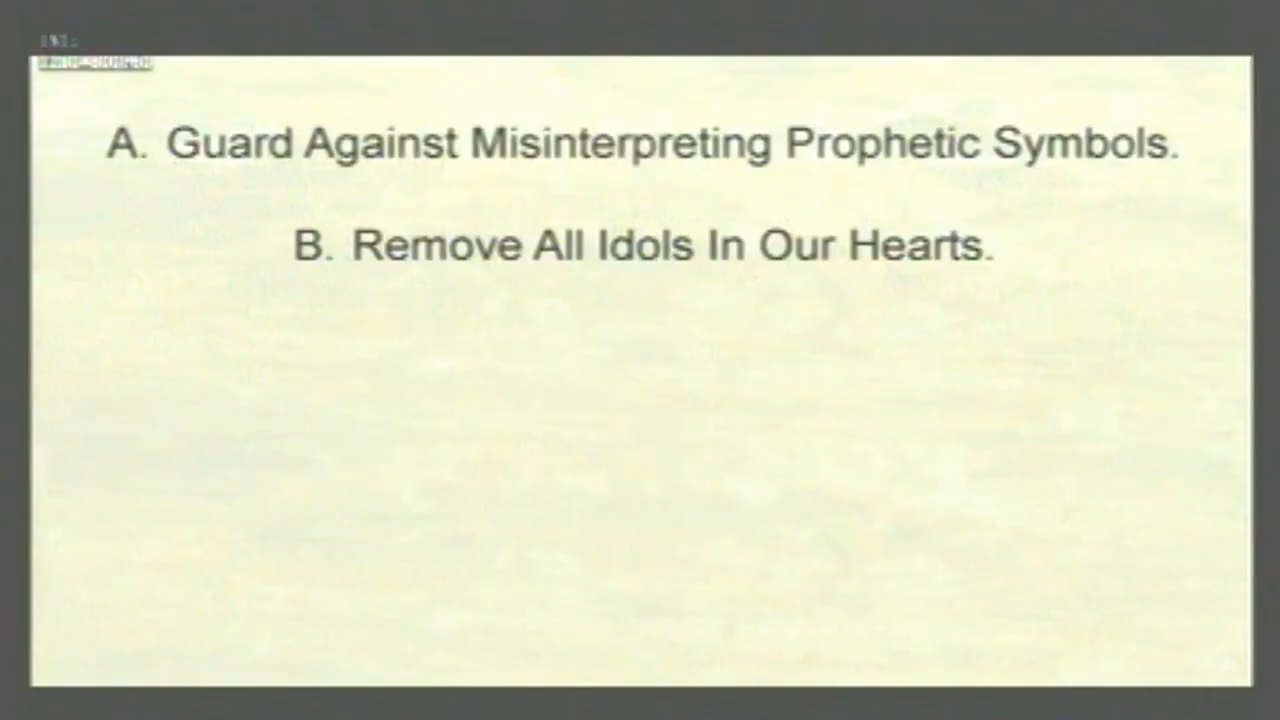 A. Guard Against Misinterpreting Prophetic Symbols.
B. Remove All Idols In Our Hearts.